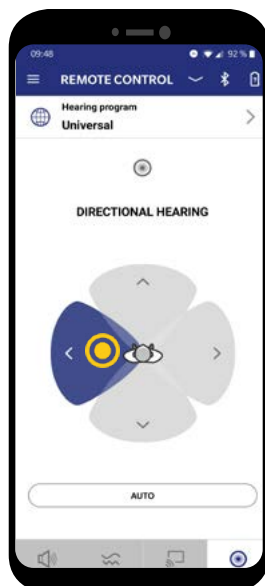 09:48
92%
REMOTE CONTROL
Hearing program
Universal
DIRECTIONAL HEARING
AUTO